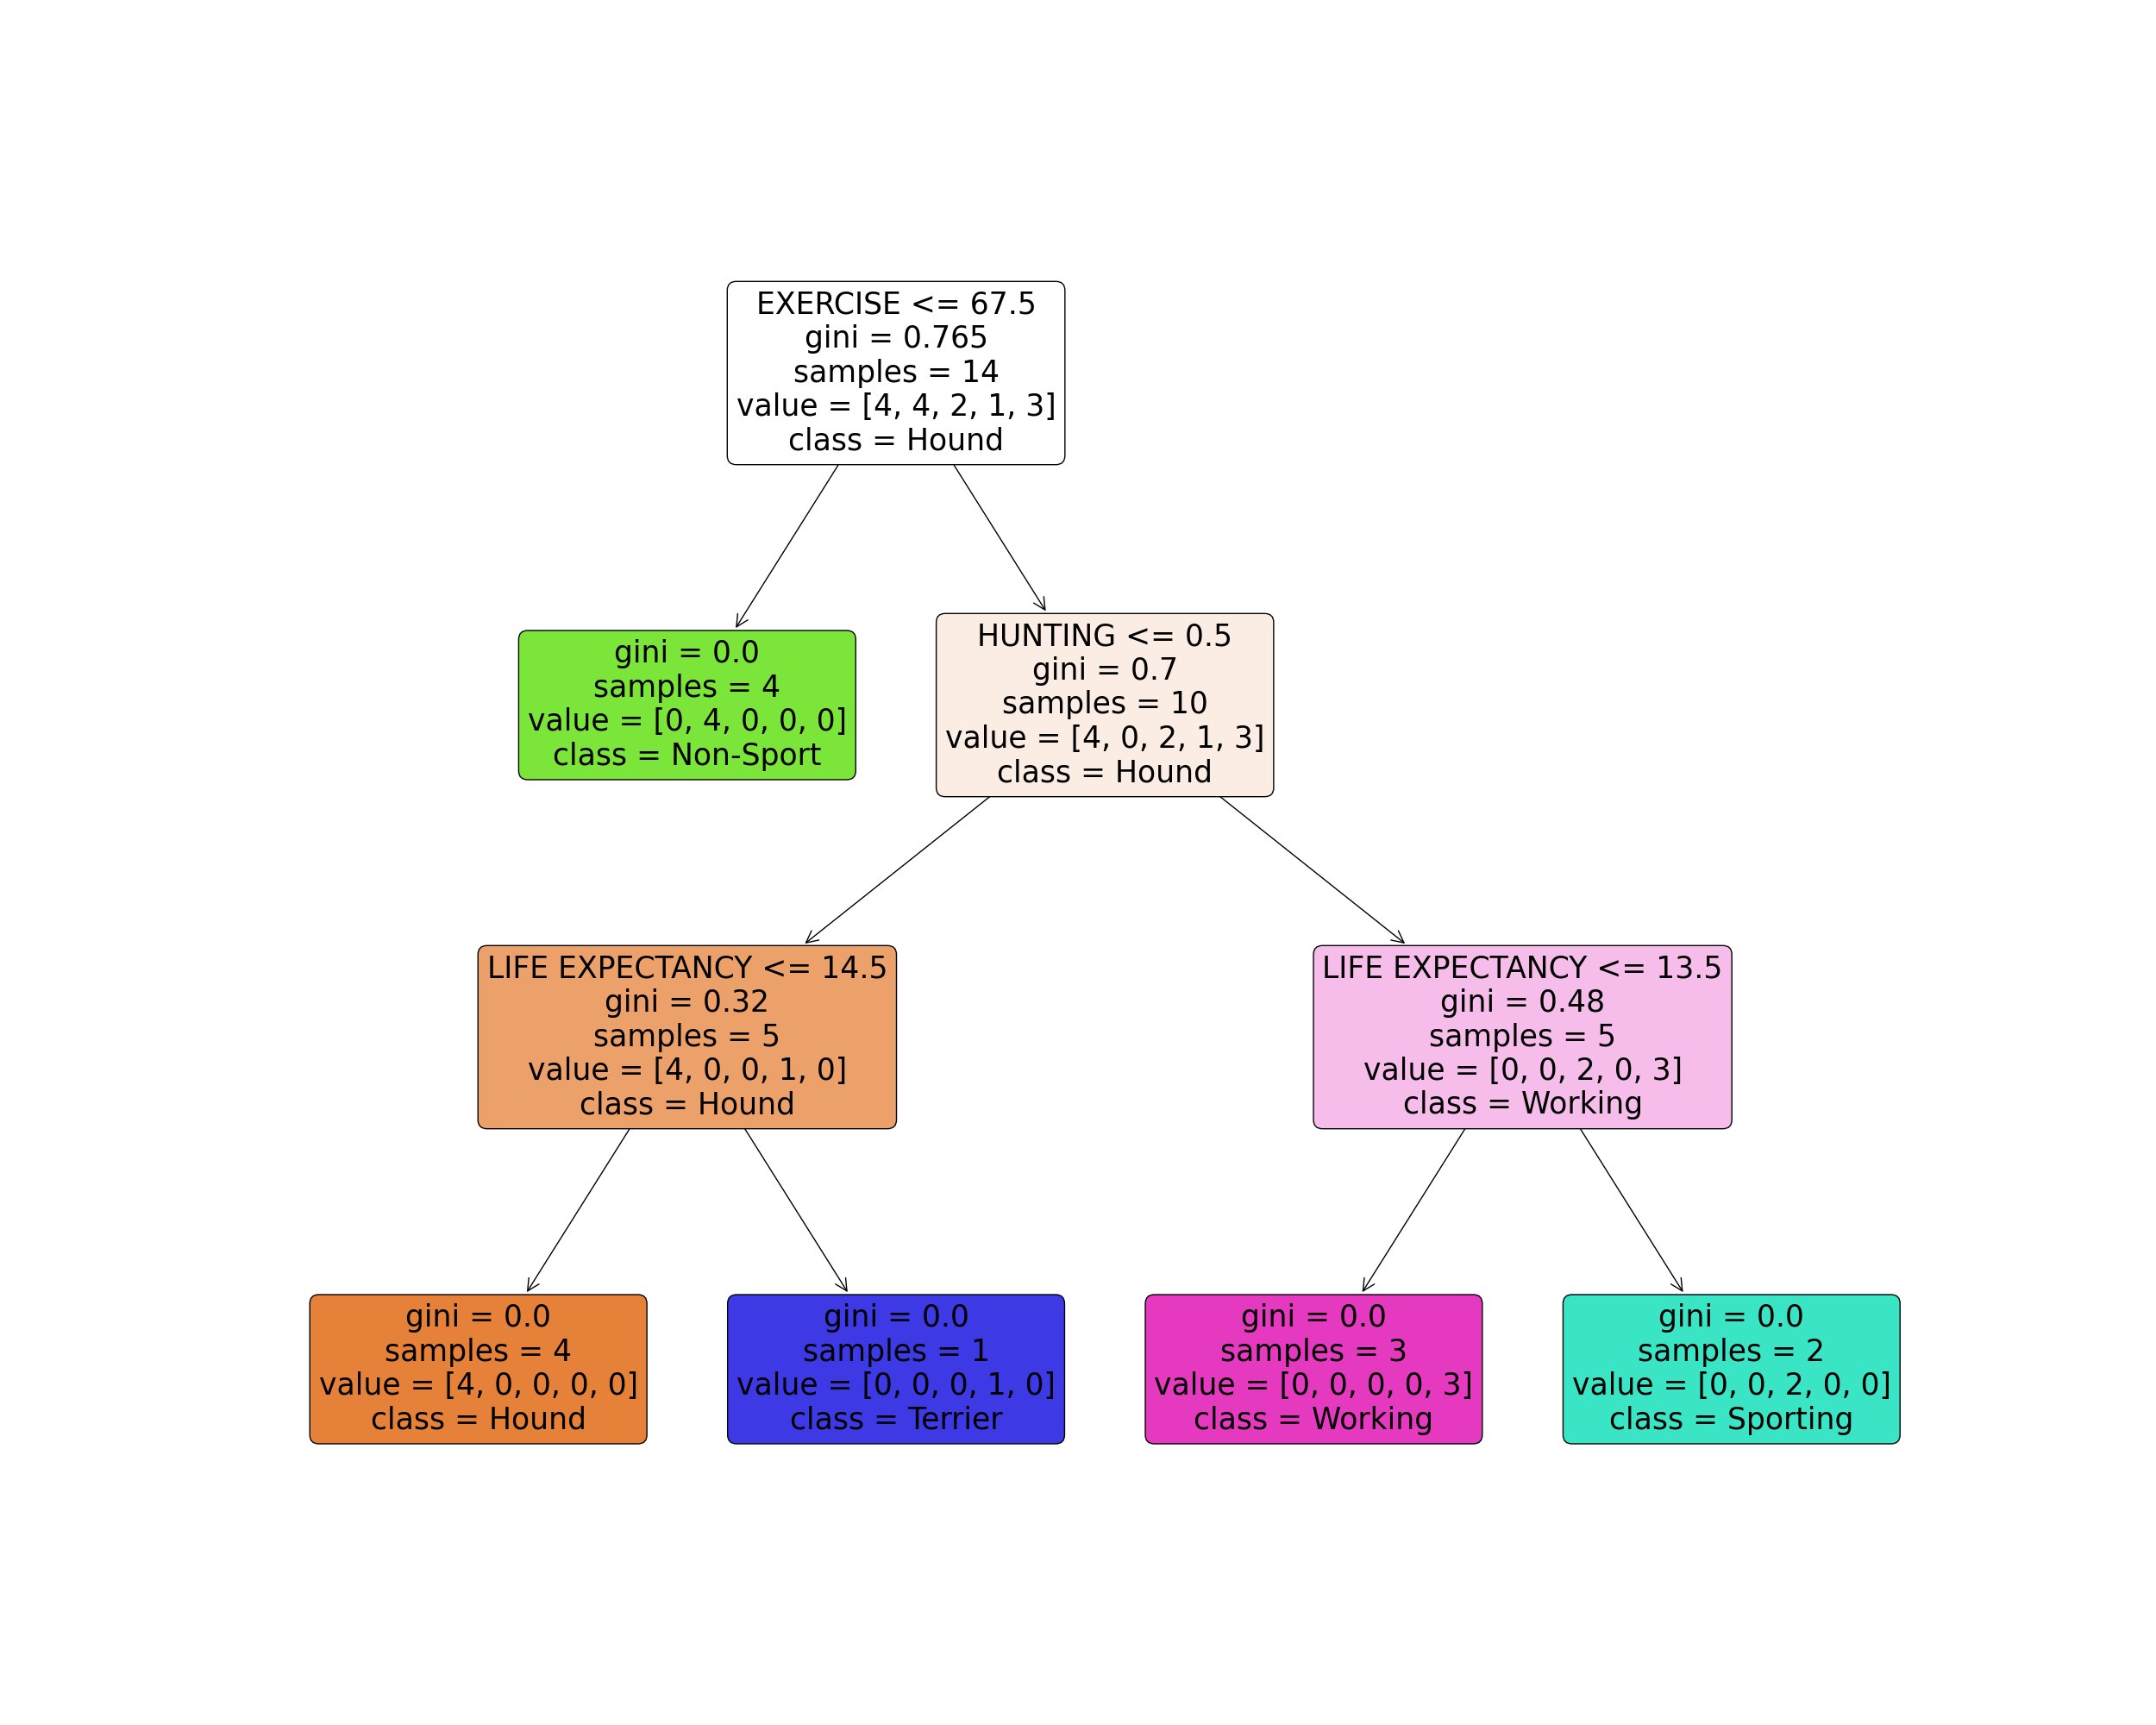 EXERCISE <= 67.5
gini = 0.765
samples = 14
value = [4, 4, 2, 1, 3]
class = Hound
gini = 0.0
samples = 4
value = [0, 4, 0, 0, 0]
class = Non-Sport
HUNTING <= 0.5
gini = 0.7
samples = 10
value = [4, 0, 2, 1, 3]
class = Hound
LIFE EXPECTANCY <= 14.5
gini = 0.32
samples = 5
value = [4, 0, 0, 1, 0]
class = Hound
LIFE EXPECTANCY <= 13.5
gini = 0.48
samples = 5
value = [0, 0, 2, 0, 3]
class = Working
gini = 0.0
samples = 4
value = [4, 0, 0, 0, 0]
class = Hound
gini = 0.0
samples = 1
value = [0, 0, 0, 1, 0]
class = Terrier
gini = 0.0
samples = 3
value = [0, 0, 0, 0, 3]
class = Working
gini = 0.0
samples = 2
value = [0, 0, 2, 0, 0]
class = Sporting